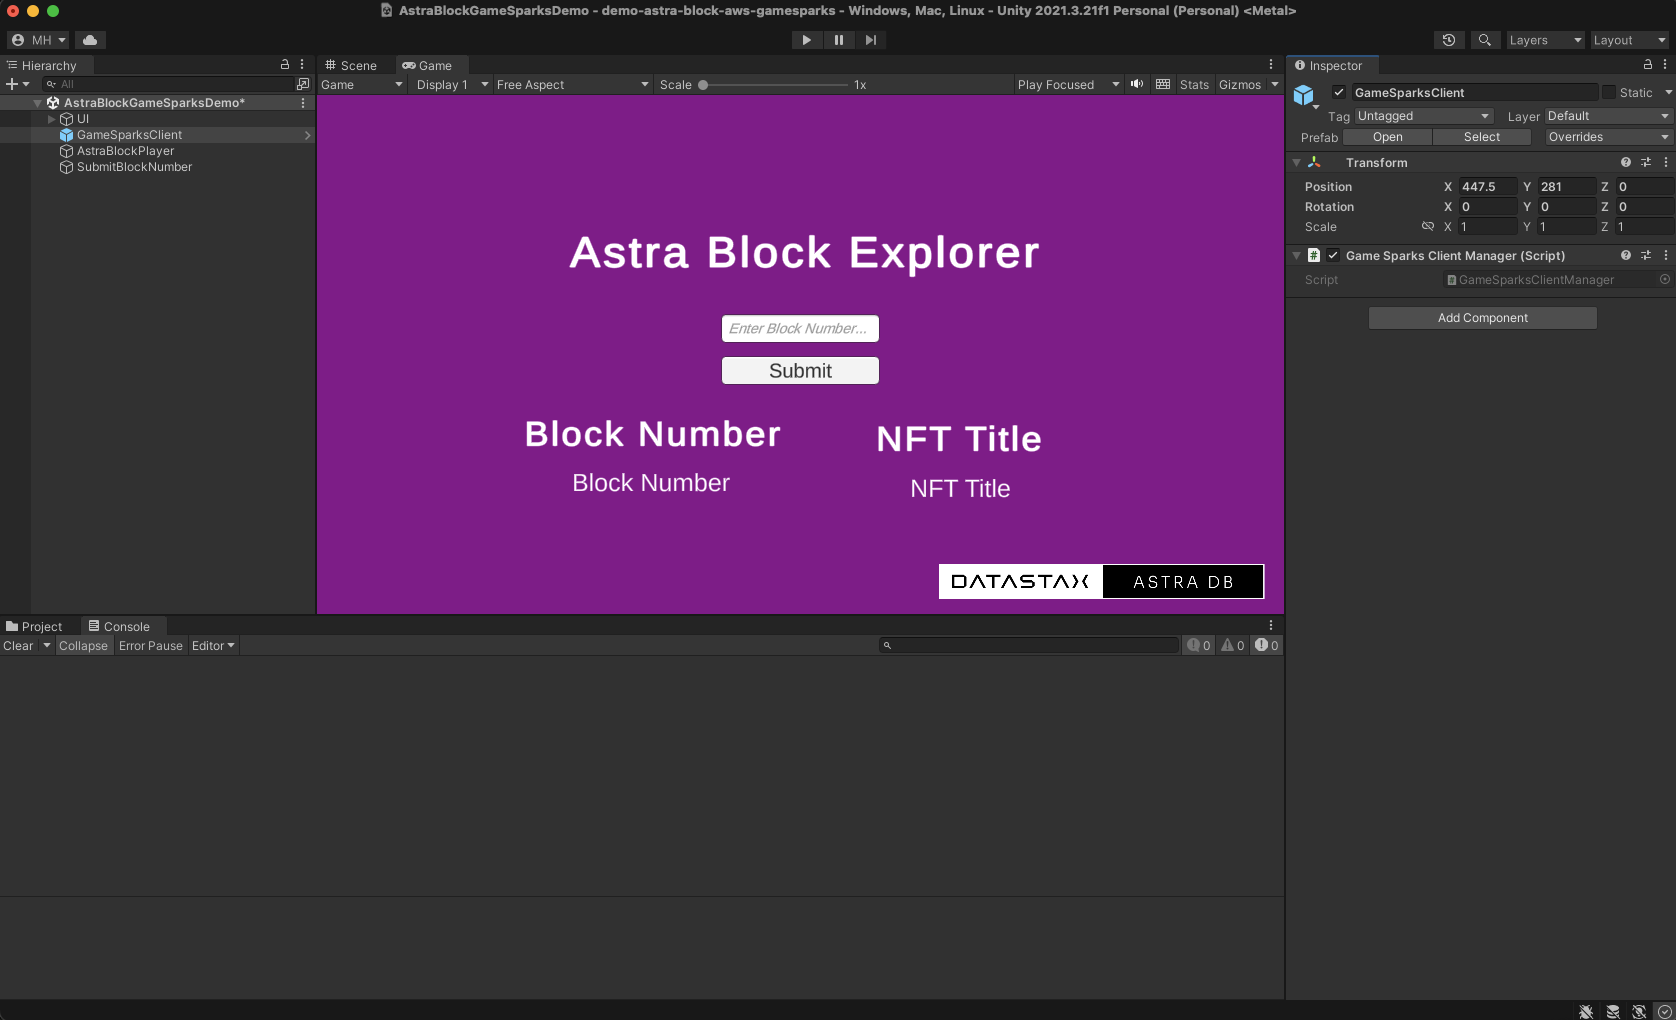 AstraBlockGameSparksDemo - demo-astra-block-aws-gamesparks - Windows, Mac, Linux - Unity 2021.3.21f1 Personal (Personal) <Metal>
MH
Layers
Layout
Hierarchy
All
AstraBlockGameSparksDemo*
UI
GameSparksClient
AstraBlockPlayer
SubmitBlockNumber
Scene
Game
Game
Display 1
Free Aspect
Scale
1x
Play Focused
Stats
Gizmos
Astra Block Explorer
Enter Block Number...
Submit
Block Number
NFT Title
Block Number
NFT Title
DATASTAX
ASTRA DB
Project
Console
Clear
Collapse
Error Pause
Editor
0
0
0
Inspector
GameSparksClient
Static
Tag
Untagged
Layer
Default
Prefab
Open
Select
Overrides
Transform
Position
X
447.5
Y
281
Z
0
Rotation
X
0
Y
0
Z
0
Scale
X
1
Y
1
Z
1
# Game Sparks Client Manager (Script)
Script
GameSparksClientManager
Add Component